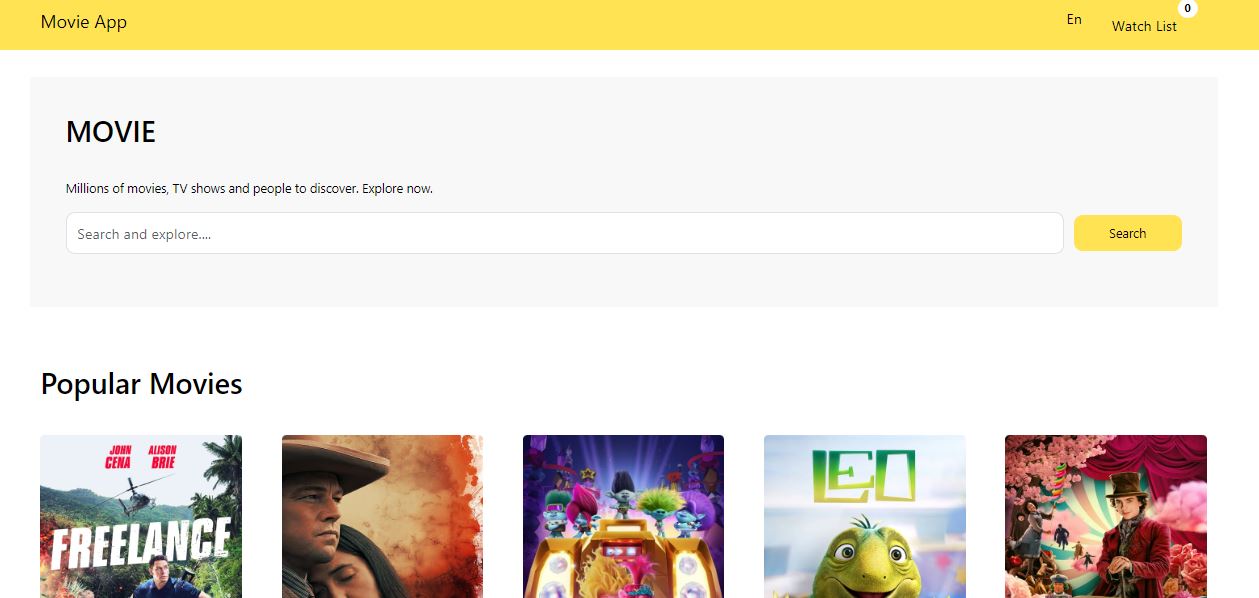 Movie App
En
Watch List
0
MOVIE
Millions of movies, TV shows and people to discover. Explore now.
Search and explore....
Search
Popular Movies
JOHN CENA
ALISON BRIE
FREELANCE
LEO